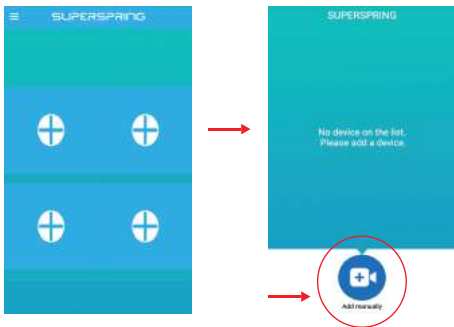 SUPERSPRING
SUPERSPRING
No device on the list.
Please add a device.
Add manually